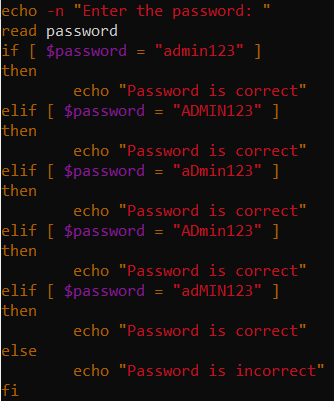 echo -n "Enter the password: "
read password
if [ $password = "admin123" ]
then
        echo "Password is correct"
elif [ $password = "ADMIN123" ]
then
        echo "Password is correct"
elif [ $password = "aDmin123" ]
then
        echo "Password is correct"
elif [ $password = "ADmin123" ]
then
        echo "Password is correct"
elif [ $password = "adMIN123" ]
then
        echo "Password is correct"
else
        echo "Password is incorrect"
fi